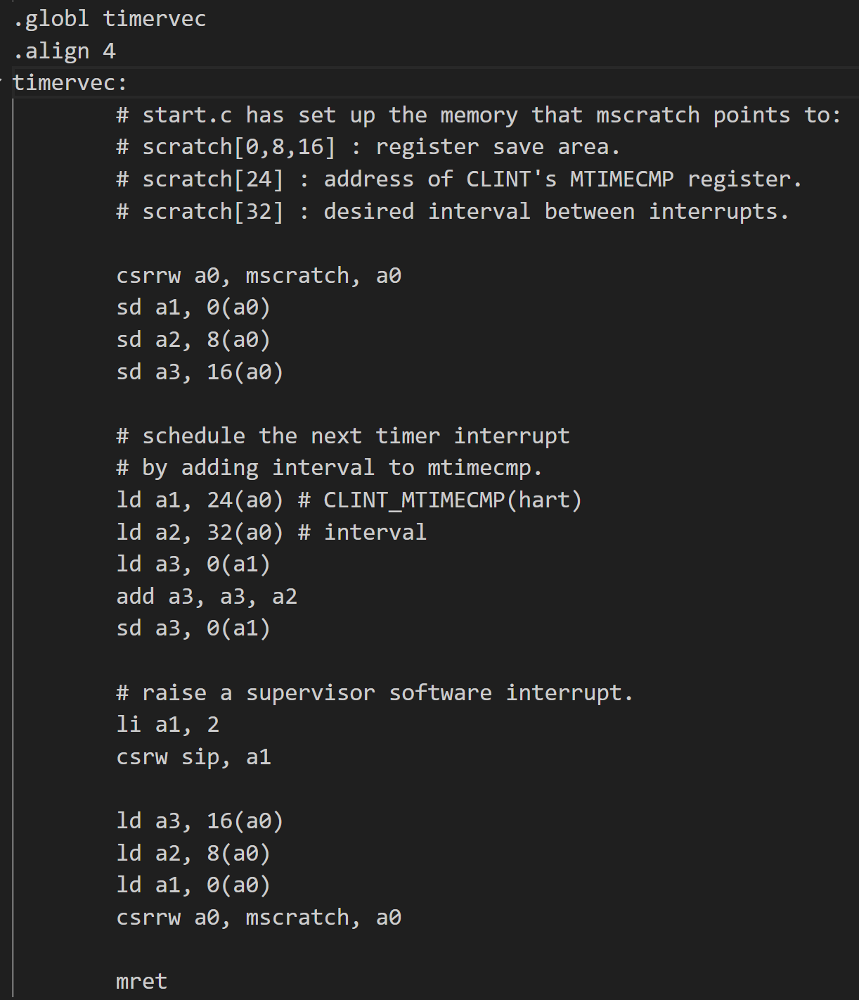 .globl timervec
.align 4
timervec:
# start.c has set up the memory that mscratch points to:
# scratch[0,8,16] : register save area.
# scratch[24] : address of CLINT's MTIMECMP register.
# scratch[32] : desired interval between interrupts.
csrrw a0, mscratch, a0
sd a1, 0(a0)
sd a2, 8(a0)
sd a3, 16(a0)
# schedule the next timer interrupt
# by adding interval to mtimecmp.
ld a1, 24(a0) # CLINT_MTIMECMP(hart)
ld a2, 32(a0) # interval
ld a3, 0(a1)
add a3, a3, a2
sd a3, 0(a1)
# raise a supervisor software interrupt.
li a1, 2
csrw sip, a1
ld a3, 16(a0)
ld a2, 8(a0)
ld a1, 0(a0)
csrrw a0, mscratch, a0
mret